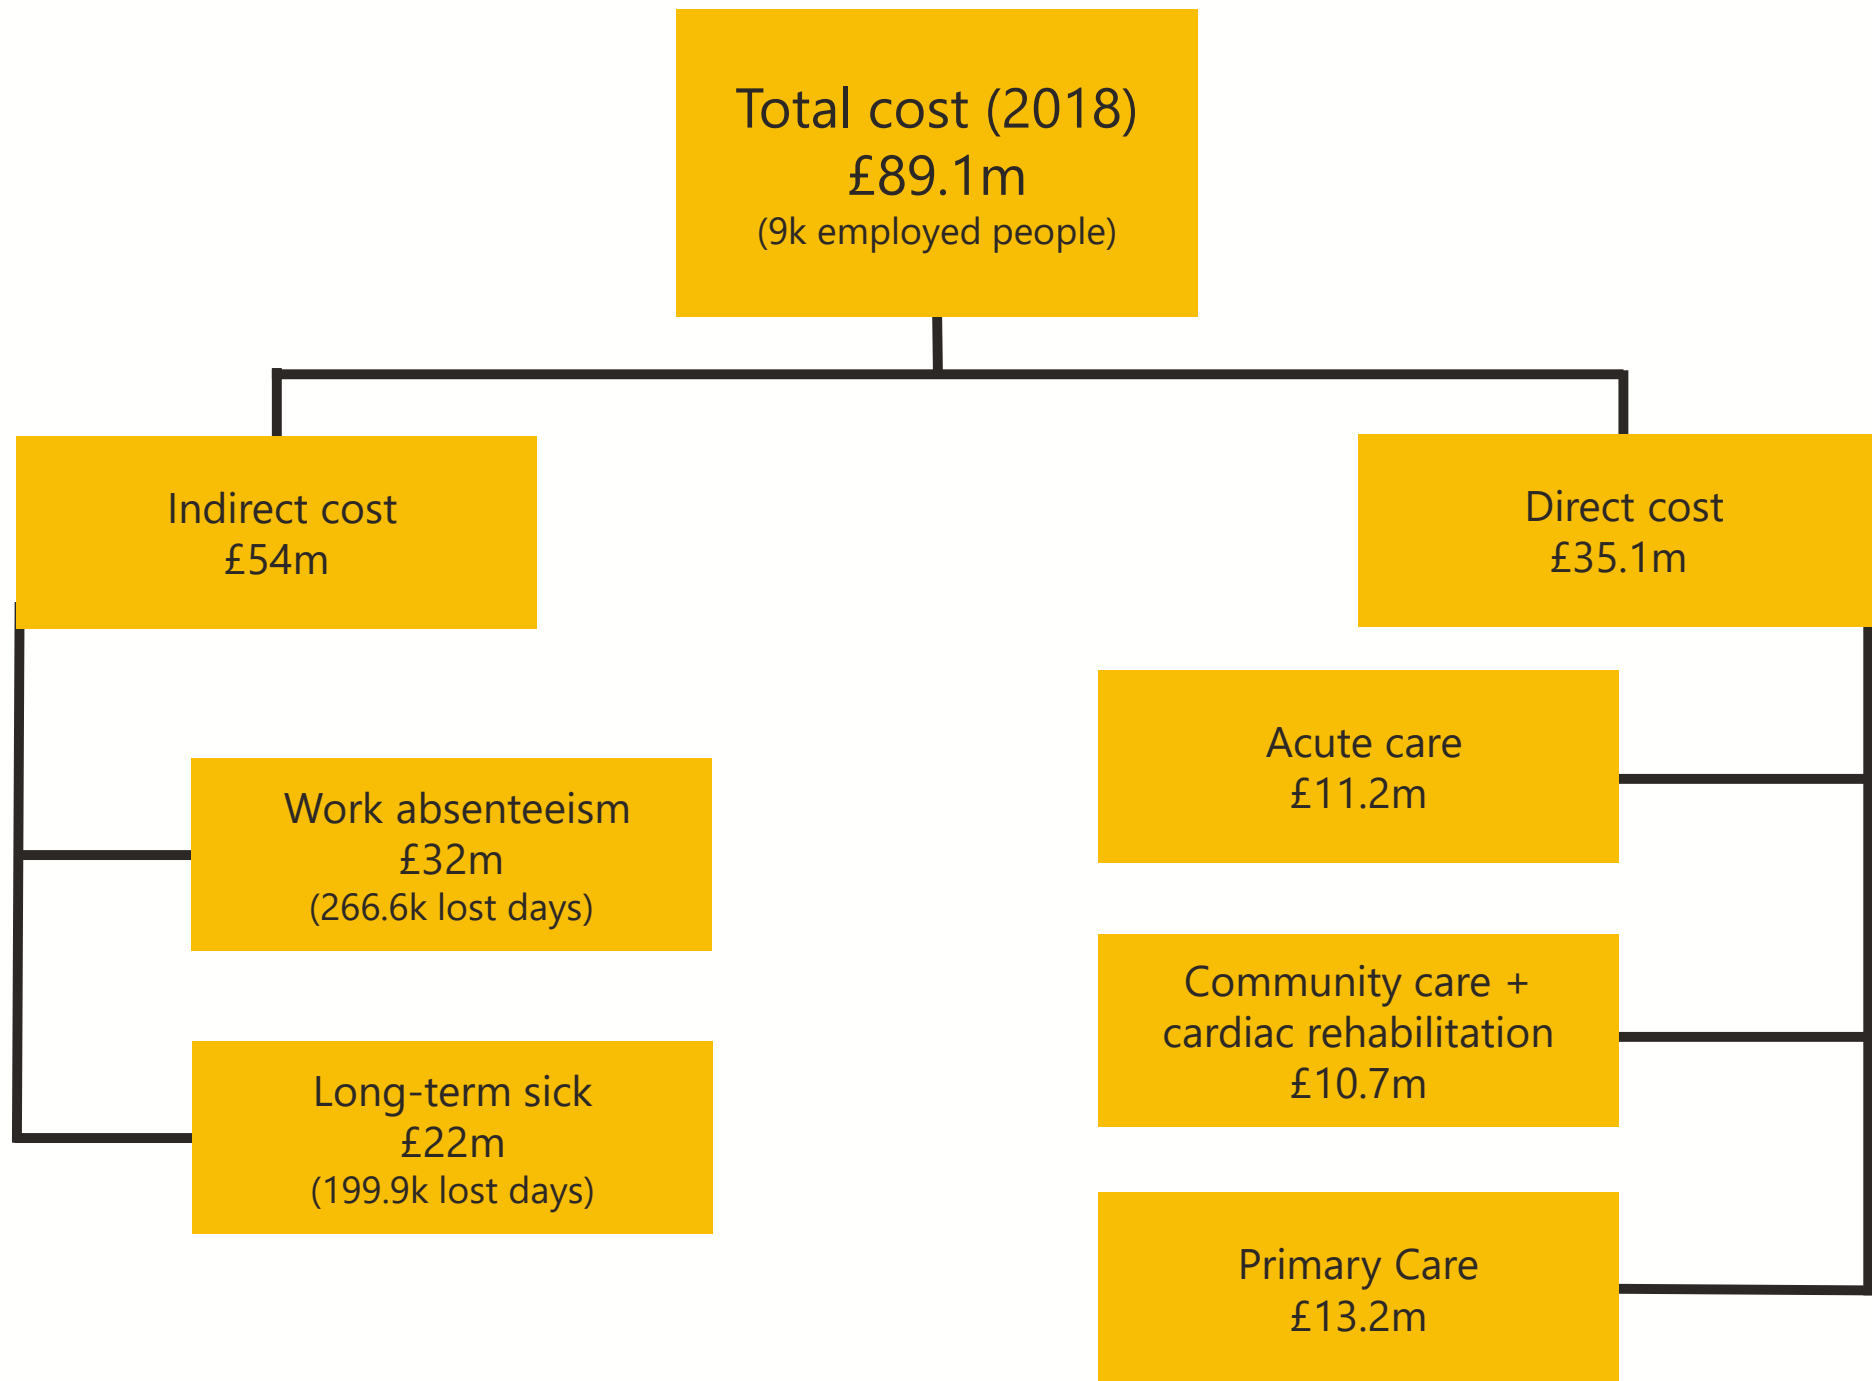 Total cost (2018)
£89.1m
(9k employed people)
Indirect cost
£54m
Direct cost
£35.1m
Work absenteeism
£32m
(266.6k lost days)
Long-term sick
£22m
(199.9k lost days)
Acute care
£11.2m
Community care +
cardiac rehabilitation
£10.7m
Primary Care
£13.2m